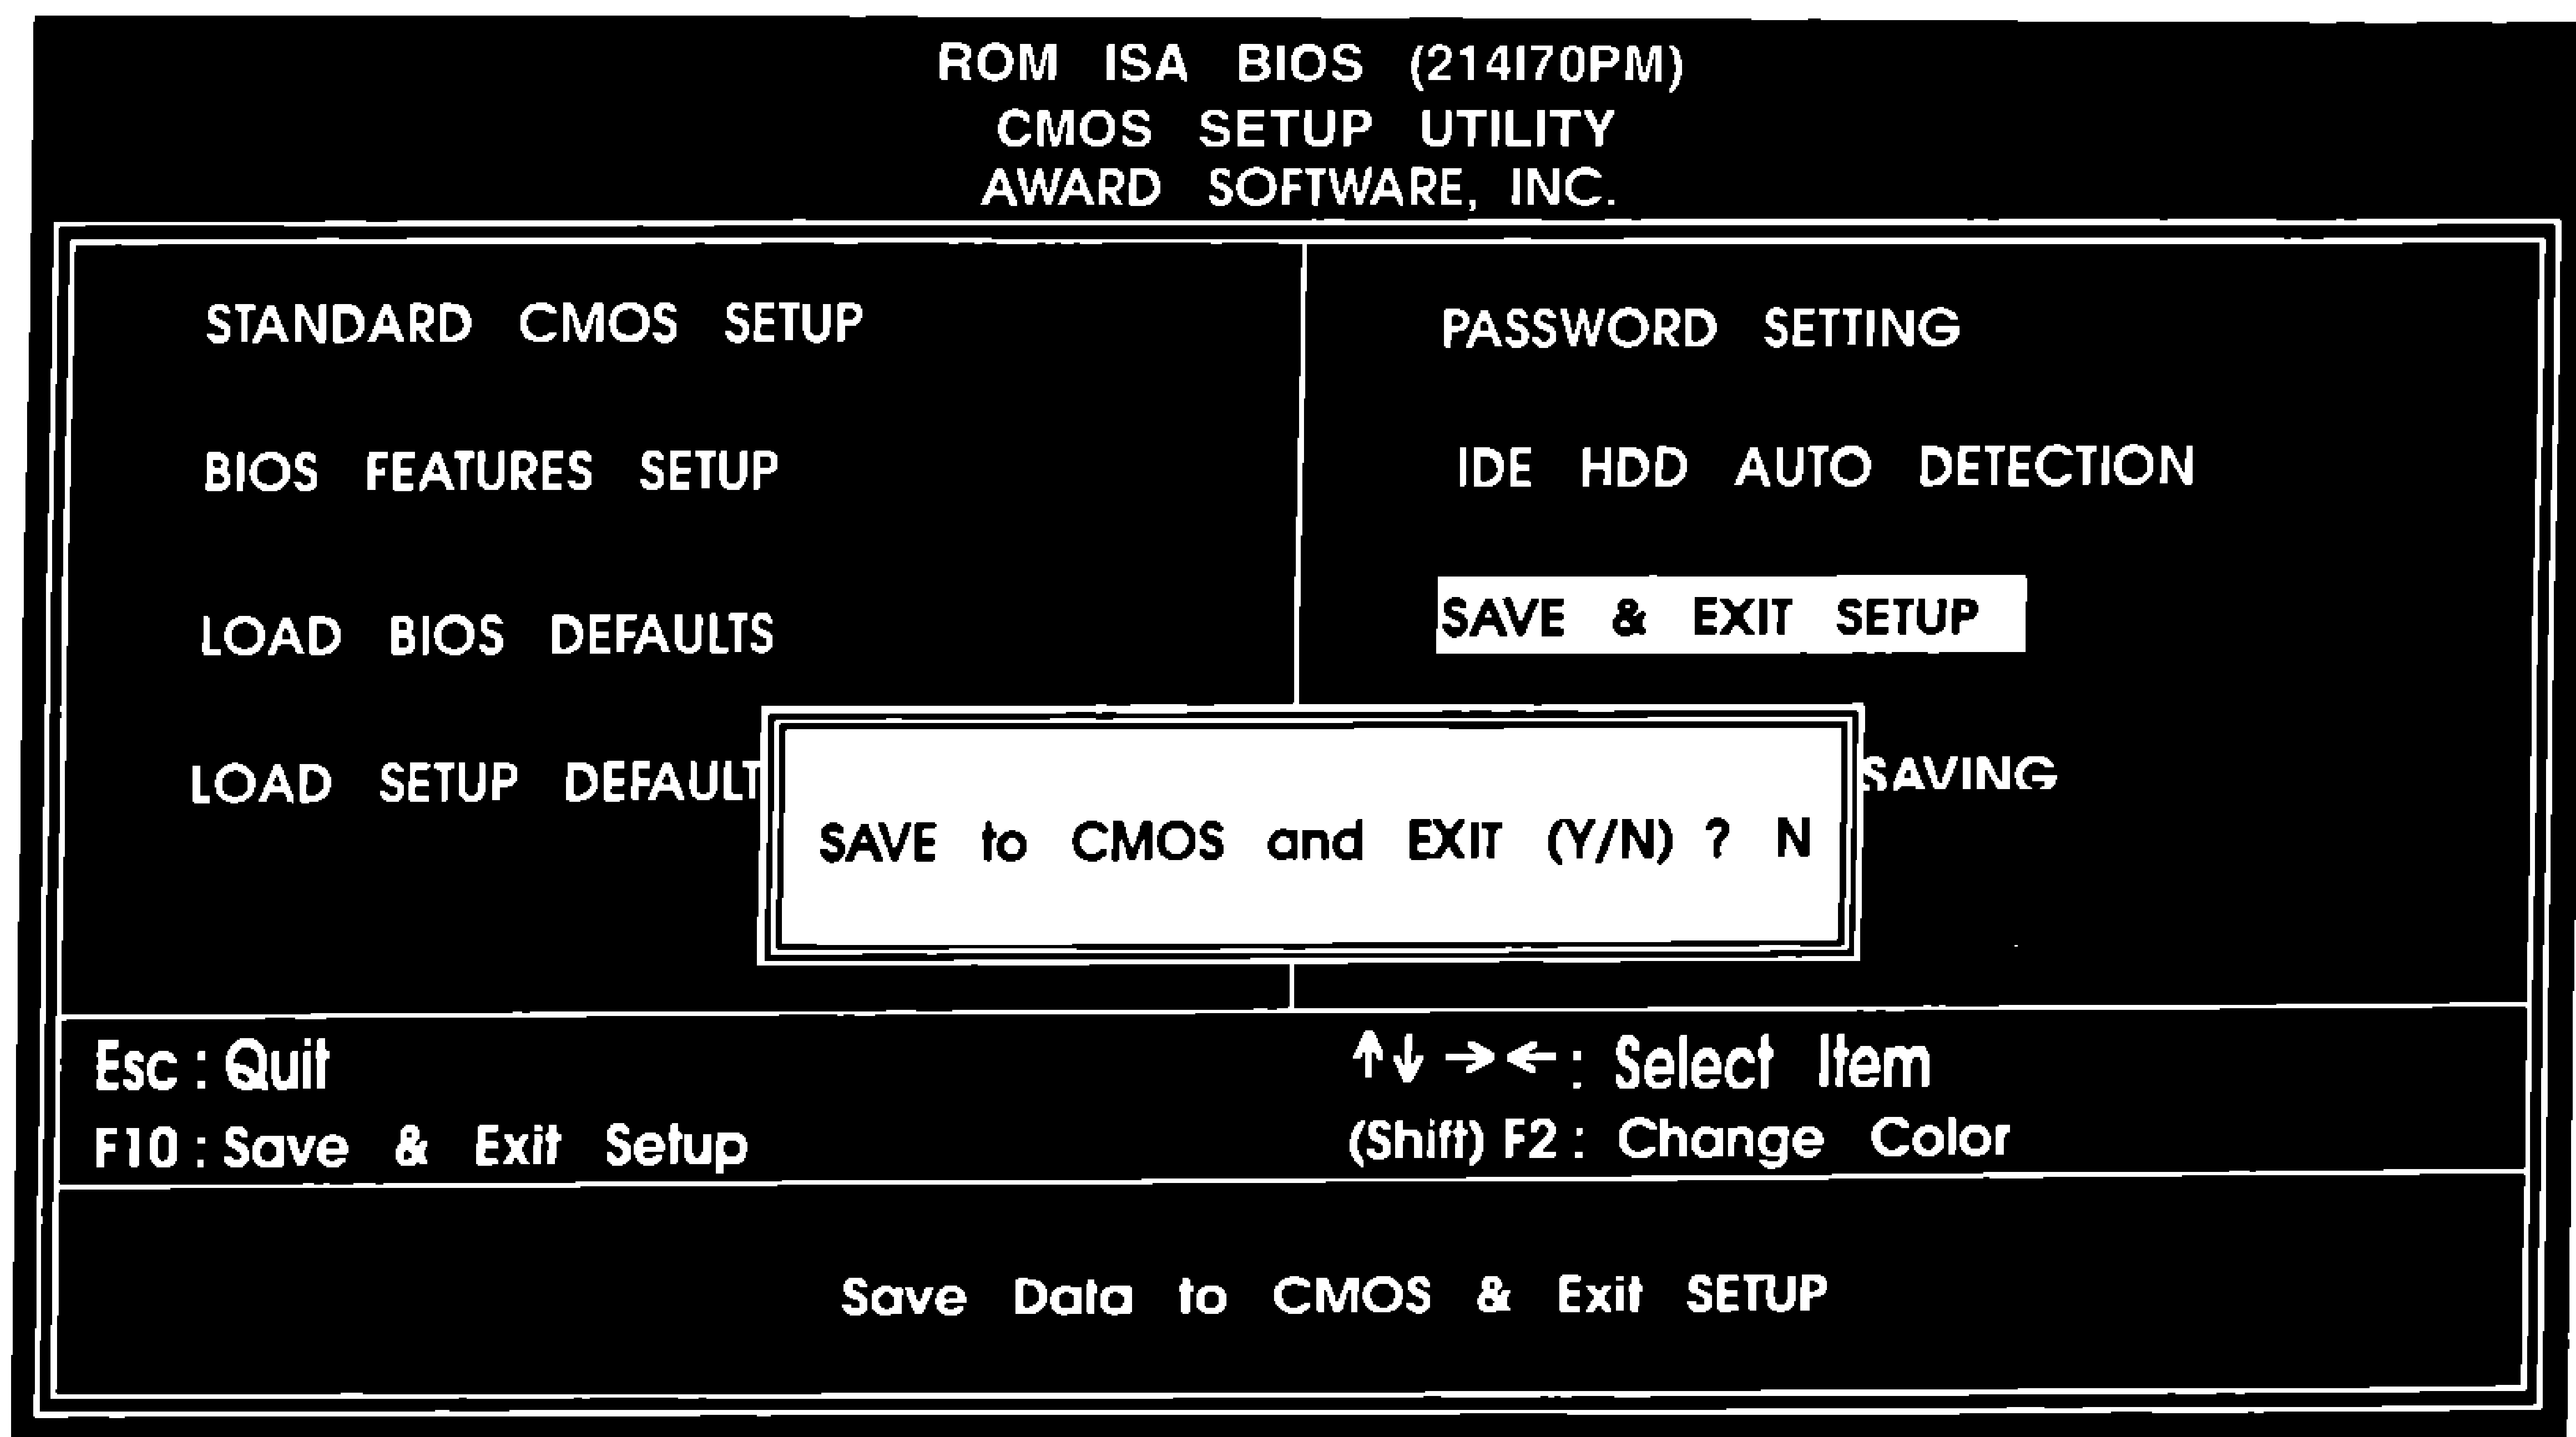 ROM ISA BIOS (214I70PM)
CMOS SETUP UTILITY
AWARD SOFTWARE, INC.
STANDARD CMOS SETUP
BIOS FEATURES SETUP
LOAD BIOS DEFAULTS
LOAD SETUP DEFAULT
PASSWORD SETTING
IDE HDD AUTO DETECTION
SAVE & EXIT SETUP
SAVING
SAVE to CMOS and EXIT (Y/N) ? N
Esc : Quit
F10 : Save & Exit Setup
↑↓ →← : Select Item
(Shift) F2 : Change Color
Save Data to CMOS & Exit SETUP